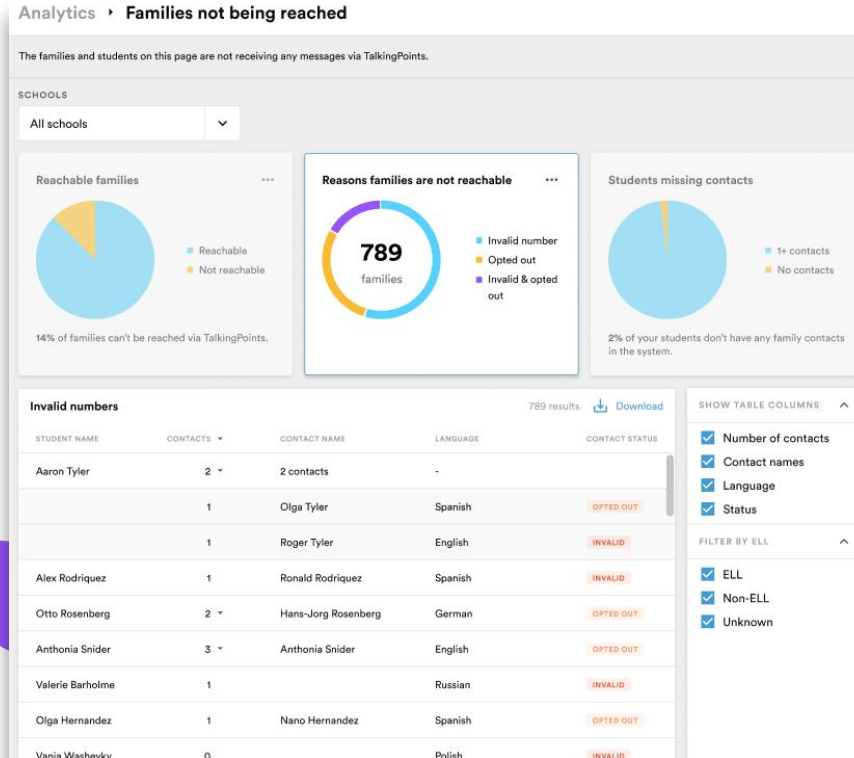 Analytics ‣ Families not being reached
The families and students on this page are not receiving any messages via TalkingPoints.
SCHOOLS
All schools
Reachable families
Reachable
Not reachable
14% of families can't be reached via TalkingPoints.
Reasons families are not reachable
789
families
Invalid number
Opted out
Invalid & opted
out
Students missing contacts
1+ contacts
No contacts
2% of your students don't have any family contacts
in the system.
Invalid numbers 789 results Download
STUDENT NAME CONTACTS CONTACT NAME LANGUAGE CONTACT STATUS
Aaron Tyler 2 2 contacts -
1 Olga Tyler Spanish OPTED OUT
1 Roger Tyler English INVALID
Alex Rodriquez 1 Ronald Rodriquez Spanish INVALID
Otto Rosenberg 2 Hans-Jorg Rosenberg German OPTED OUT
Anthonia Snider 3 Anthonia Snider English OPTED OUT
Valerie Barholme 1 Russian INVALID
Olga Hernandez 1 Nano Hernandez Spanish OPTED OUT
Vania Washevky 0 Polish INVALID
SHOW TABLE COLUMNS
Number of contacts
Contact names
Language
Status
FILTER BY ELL
ELL
Non-ELL
Unknown